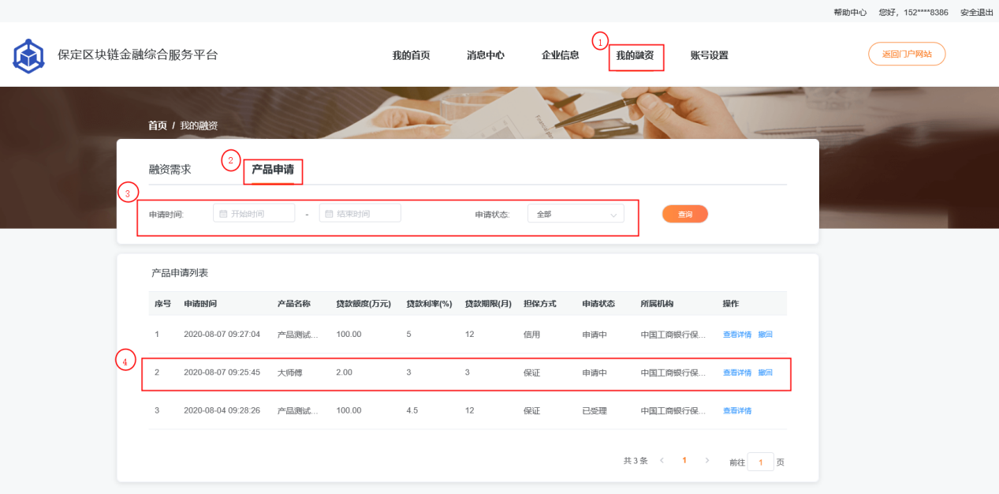 帮助中心 您好, 152****8386 安全退出
保定区块链金融综合服务平台 我的首页 消息中心 企业信息 1 我的融资 账号设置 返回门户网站
首页 / 我的融资
融资需求 2 产品申请
3
申请时间: 开始时间 - 结束时间 申请状态: 全部 查询
产品申请列表
序号 申请时间 产品名称 贷款额度(万元) 贷款利率(%) 贷款期限(月) 担保方式 申请状态 所属机构 操作
1 2020-08-07 09:27:04 产品测试... 100.00 5 12 信用 申请中 中国工商银行保... 查看详情 撤回
4
2 2020-08-07 09:25:45 大师傅 2.00 3 3 保证 申请中 中国工商银行保... 查看详情 撤回
3 2020-08-04 09:28:26 产品测试... 100.00 4.5 12 保证 已受理 中国工商银行保... 查看详情
共 3 条 < 1 > 前往 1 页